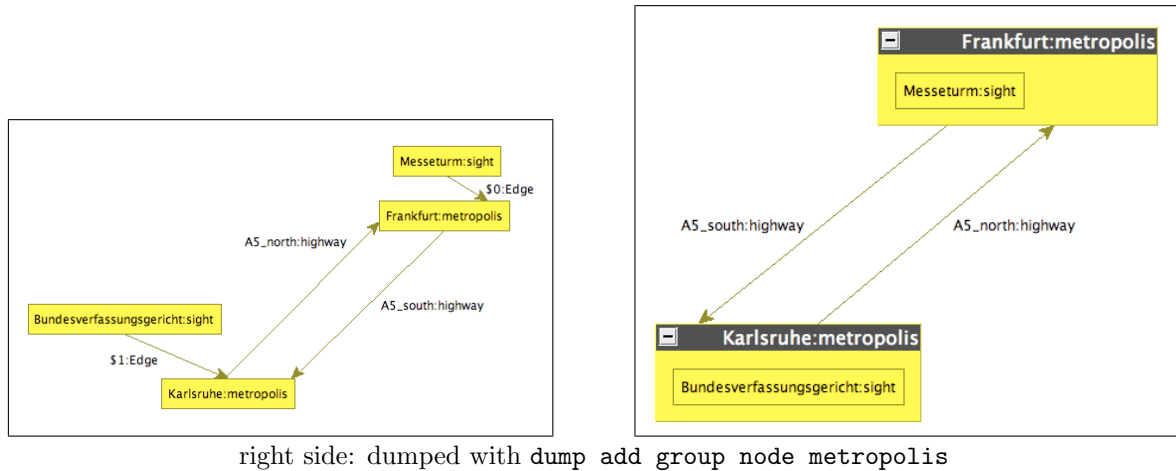 Messeturm:sight
$0:Edge
Frankfurt:metropolis
A5_north:highway
A5_south:highway
Bundesverfassungsgericht:sight
$1:Edge
Karlsruhe:metropolis
Frankfurt:metropolis
Messeturm:sight
A5_south:highway
A5_north:highway
Karlsruhe:metropolis
Bundesverfassungsgericht:sight
right side: dumped with dump add group node metropolis